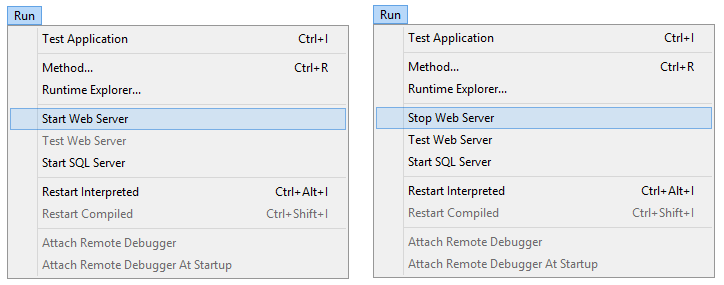 Run
Test Application Ctrl+I
Method... Ctrl+R
Runtime Explorer...
Start Web Server
Test Web Server
Start SQL Server
Restart Interpreted Ctrl+Alt+I
Restart Compiled Ctrl+Shift+I
Attach Remote Debugger
Attach Remote Debugger At Startup
Run
Test Application Ctrl+I
Method... Ctrl+R
Runtime Explorer...
Stop Web Server
Test Web Server
Start SQL Server
Restart Interpreted Ctrl+Alt+I
Restart Compiled Ctrl+Shift+I
Attach Remote Debugger
Attach Remote Debugger At Startup